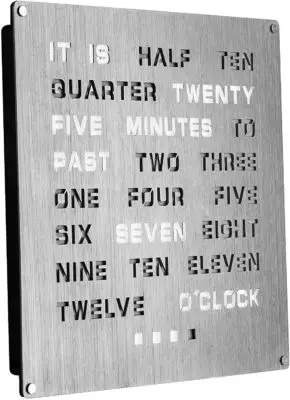 IT IS HALF TEN
QUARTER TWENTY
FIVE MINUTES TO
PAST TWO THREE
ONE FOUR FIVE
SIX SEVEN EIGHT
NINE TEN ELEVEN
TWELVE O'CLOCK